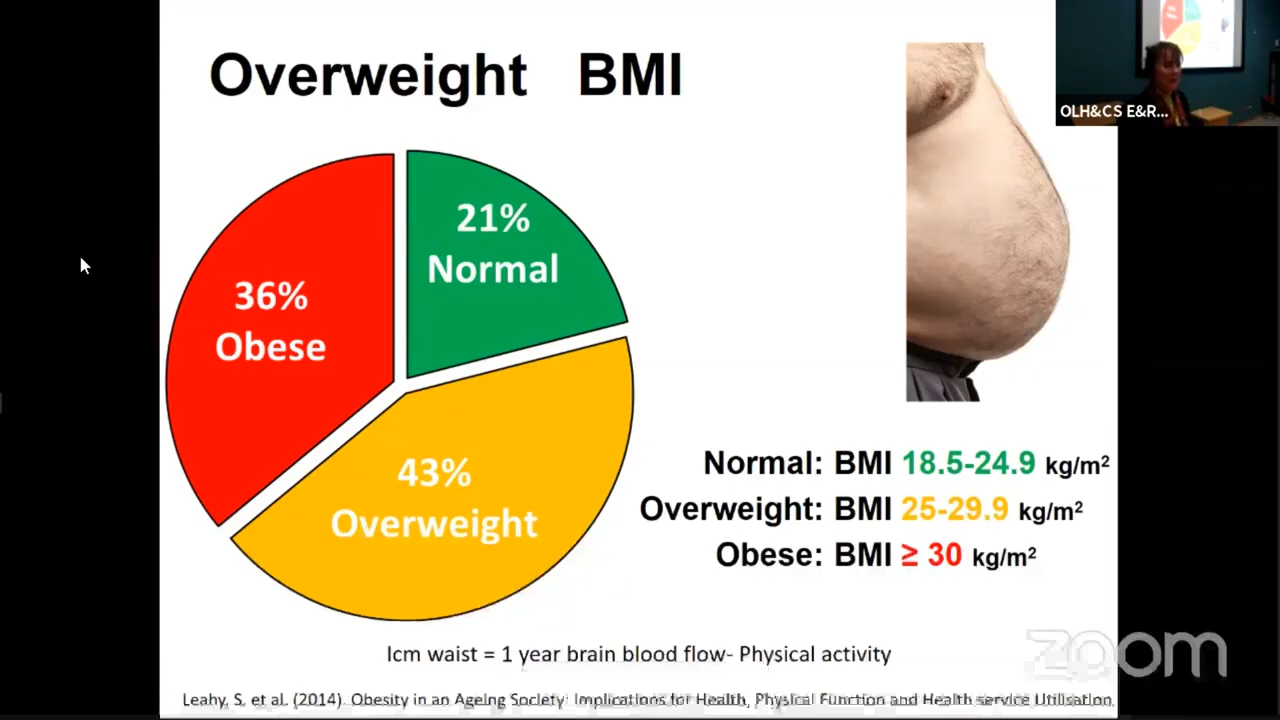 Overweight BMI
OLH&CS E&R...
21%
Normal
36%
Obese
43%
Overweight
Normal: BMI 18.5-24.9 kg/m²
Overweight: BMI 25-29.9 kg/m²
Obese: BMI ≥ 30 kg/m²
Icm waist = 1 year brain blood flow- Physical activity
zoom
Leahy, S. et al. (2014). Obesity in an Ageing Society: Implications for Health, Physical Function and Health service Utilisation.